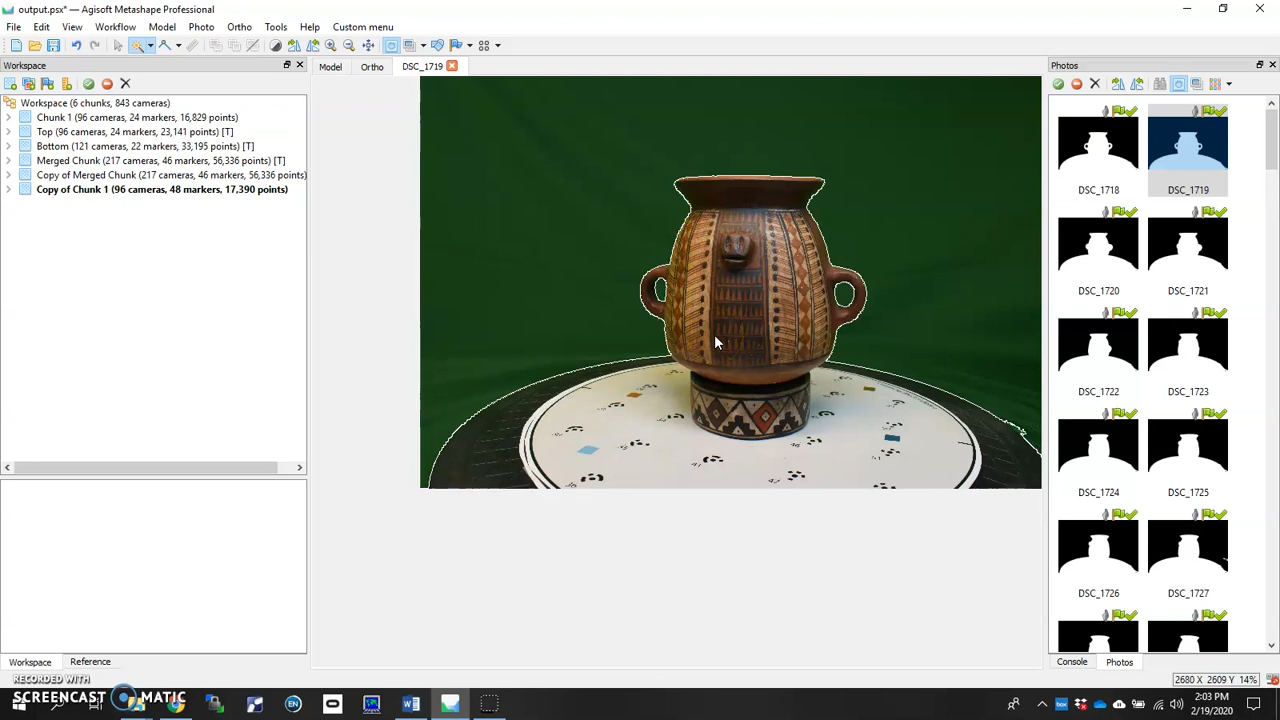 output.psx* — Agisoft Metashape Professional
File Edit View Workflow Model Photo Ortho Tools Help Custom menu
Workspace
Workspace (6 chunks, 843 cameras)
Chunk 1 (96 cameras, 24 markers, 16,829 points)
Top (96 cameras, 24 markers, 23,141 points) [T]
Bottom (121 cameras, 22 markers, 33,195 points) [T]
Merged Chunk (217 cameras, 46 markers, 56,336 points) [T]
Copy of Merged Chunk (217 cameras, 46 markers, 56,336 points)
Copy of Chunk 1 (96 cameras, 48 markers, 17,390 points)
Workspace Reference
Model Ortho DSC_1719
Photos
DSC_1718 DSC_1719
DSC_1720 DSC_1721
DSC_1722 DSC_1723
DSC_1724 DSC_1725
DSC_1726 DSC_1727
Console Photos
2680 X 2609 Y 14%
RECORDED WITH
SCREENCAST MATIC
EN
box
2:03 PM
2/19/2020